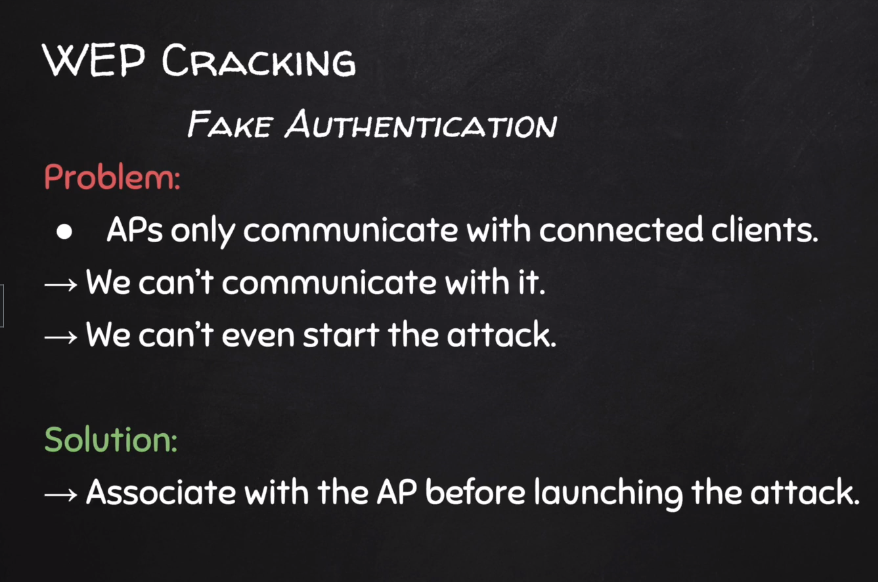 WEP Cracking
Fake Authentication
Problem:
● APs only communicate with connected clients.
→ We can't communicate with it.
→ We can't even start the attack.
Solution:
→ Associate with the AP before launching the attack.